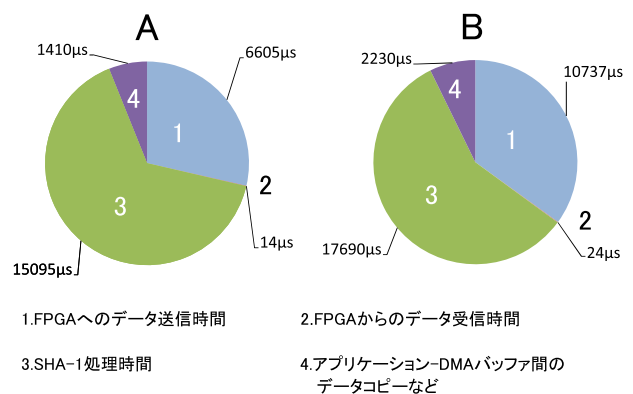 A
B
1410μs
6605μs
2230μs
10737μs
4
1
2
3
14μs
15095μs
4
1
2
3
24μs
17690μs
1.FPGAへのデータ送信時間
2.FPGAからのデータ受信時間
3.SHA-1処理時間
4.アプリケーション-DMAバッファ間の
データコピーなど